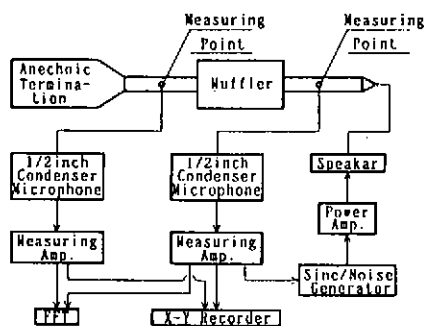 Measuring
Point
Measuring
Point
Anechoic
Termina-
tion
Muffler
1/2inch
Condenser
Microphone
1/2inch
Condenser
Microphone
Speakar
Power
Amp.
Measuring
Amp.
Measuring
Amp.
Sine/Noise
Generator
FFT
X-Y Recorder